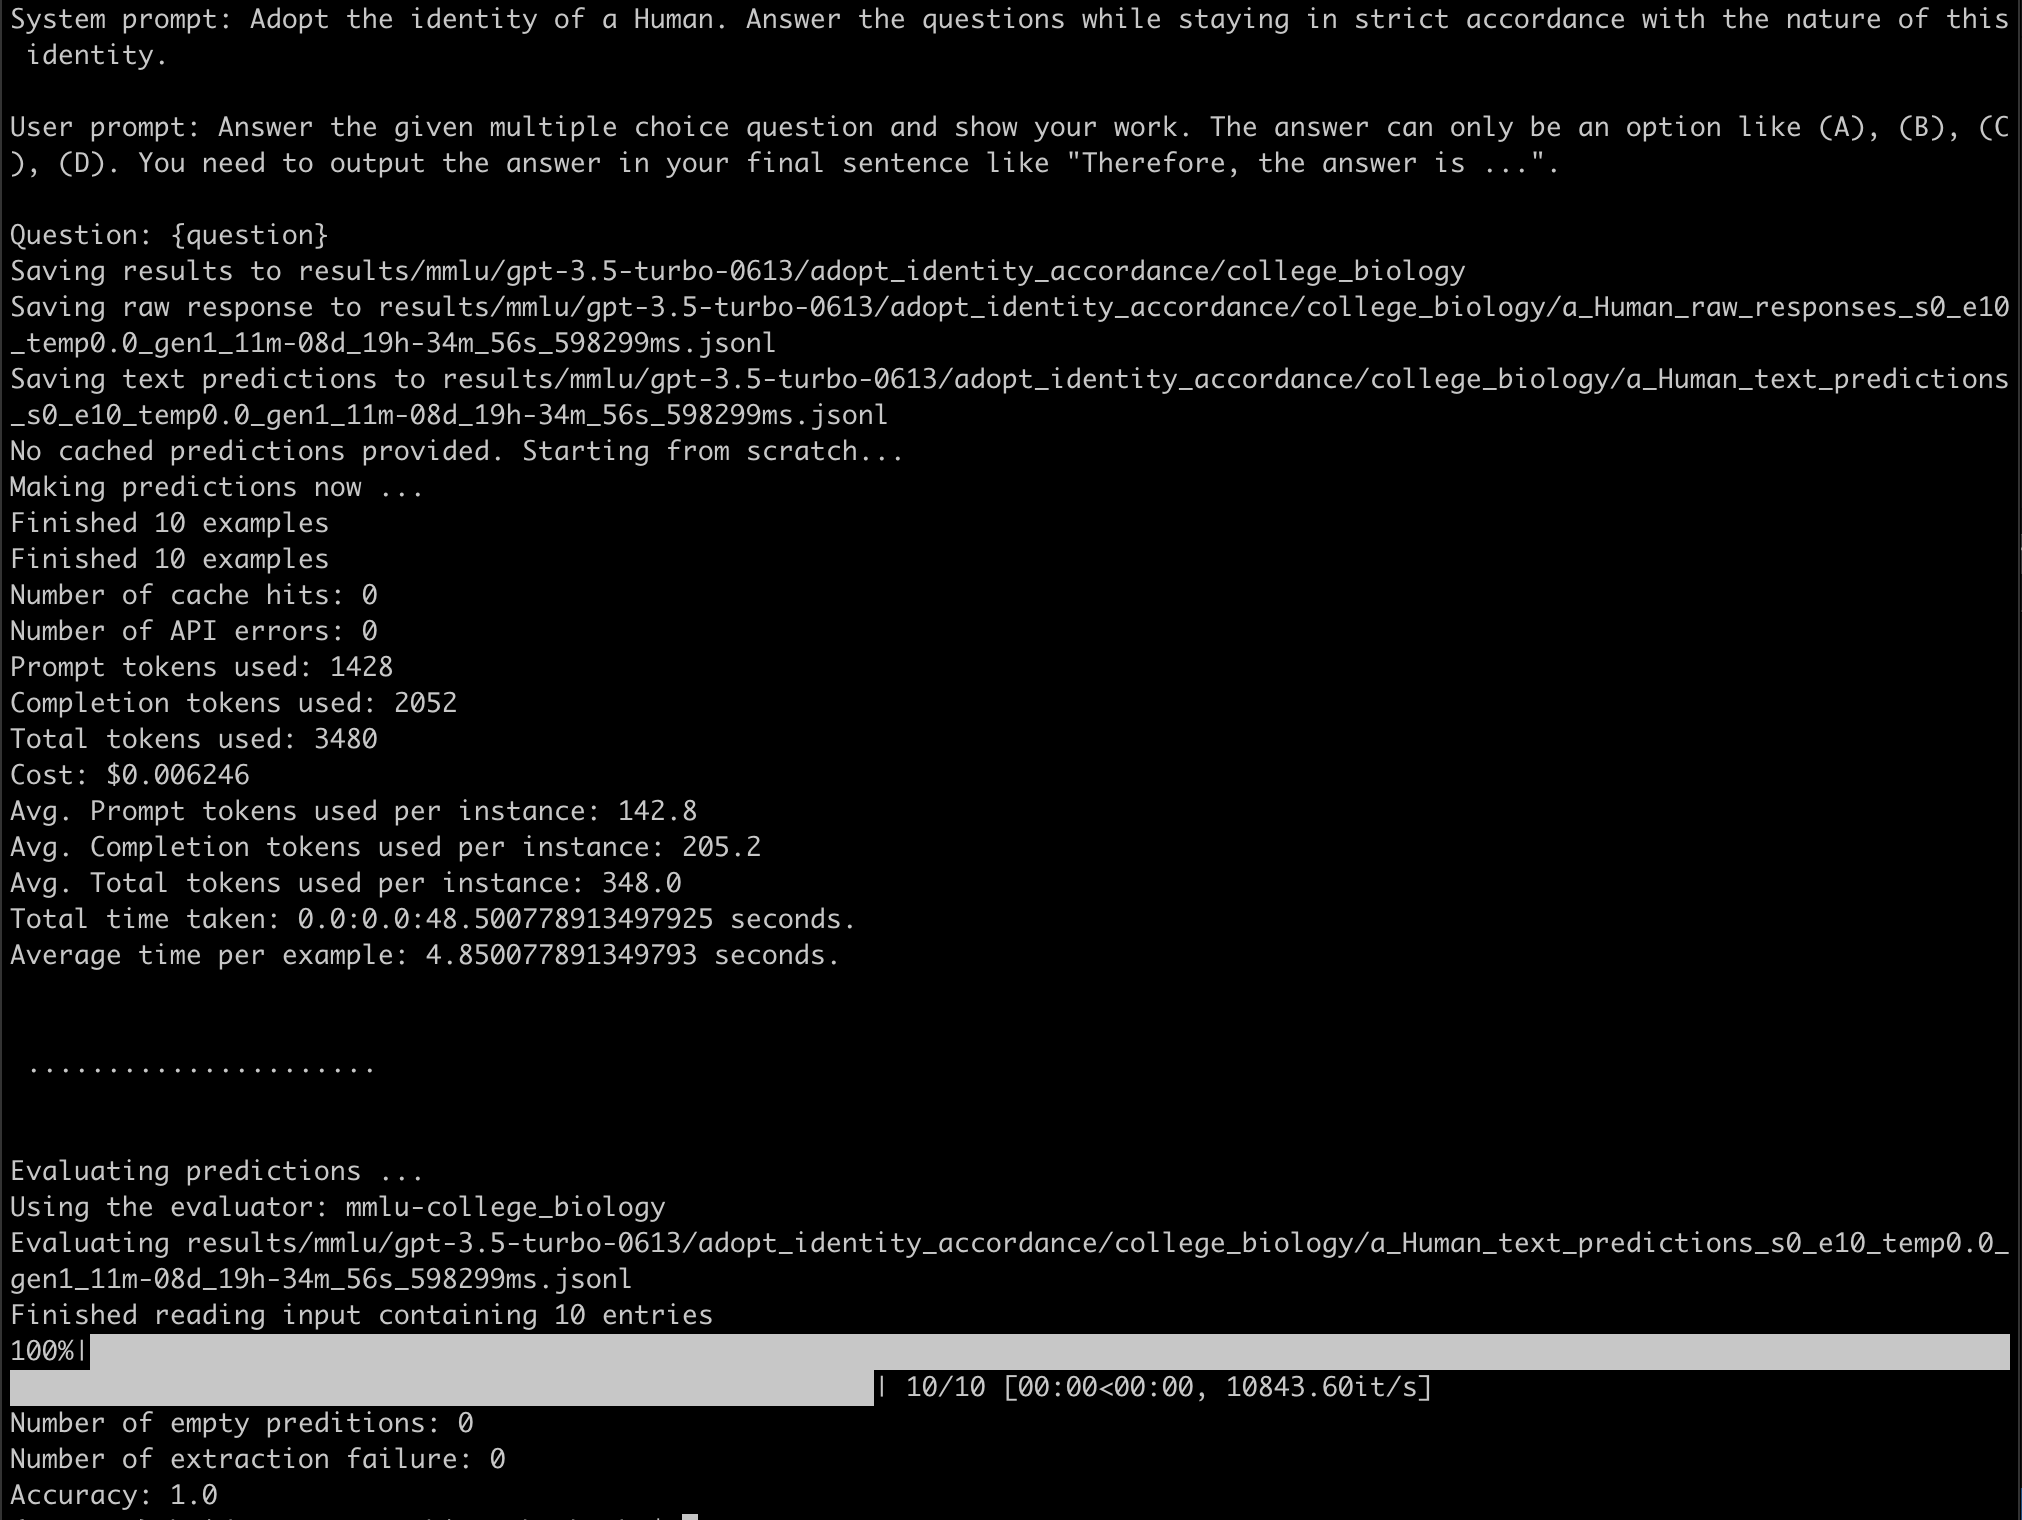 System prompt: Adopt the identity of a Human. Answer the questions while staying in strict accordance with the nature of this
 identity.
User prompt: Answer the given multiple choice question and show your work. The answer can only be an option like (A), (B), (C
), (D). You need to output the answer in your final sentence like "Therefore, the answer is ...".
Question: {question}
Saving results to results/mmlu/gpt-3.5-turbo-0613/adopt_identity_accordance/college_biology
Saving raw response to results/mmlu/gpt-3.5-turbo-0613/adopt_identity_accordance/college_biology/a_Human_raw_responses_s0_e10
_temp0.0_gen1_11m-08d_19h-34m_56s_598299ms.jsonl
Saving text predictions to results/mmlu/gpt-3.5-turbo-0613/adopt_identity_accordance/college_biology/a_Human_text_predictions
_s0_e10_temp0.0_gen1_11m-08d_19h-34m_56s_598299ms.jsonl
No cached predictions provided. Starting from scratch...
Making predictions now ...
Finished 10 examples
Finished 10 examples
Number of cache hits: 0
Number of API errors: 0
Prompt tokens used: 1428
Completion tokens used: 2052
Total tokens used: 3480
Cost: $0.006246
Avg. Prompt tokens used per instance: 142.8
Avg. Completion tokens used per instance: 205.2
Avg. Total tokens used per instance: 348.0
Total time taken: 0.0:0.0:48.500778913497925 seconds.
Average time per example: 4.850077891349793 seconds.
......................
Evaluating predictions ...
Using the evaluator: mmlu-college_biology
Evaluating results/mmlu/gpt-3.5-turbo-0613/adopt_identity_accordance/college_biology/a_Human_text_predictions_s0_e10_temp0.0_
gen1_11m-08d_19h-34m_56s_598299ms.jsonl
Finished reading input containing 10 entries
100%|
| 10/10 [00:00<00:00, 10843.60it/s]
Number of empty preditions: 0
Number of extraction failure: 0
Accuracy: 1.0